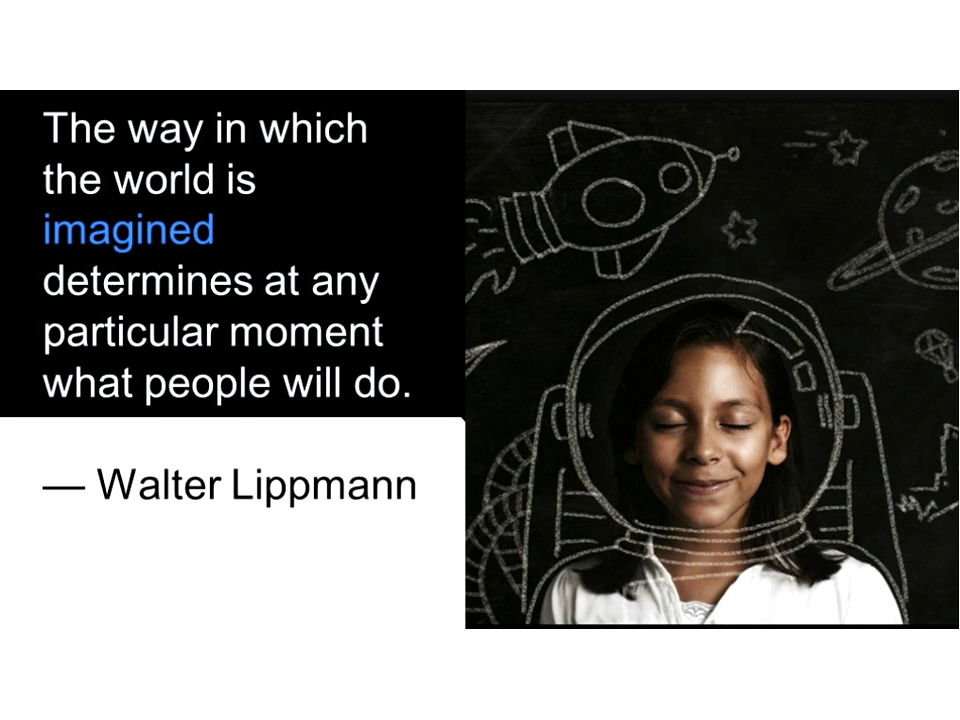 The way in which
the world is
imagined
determines at any
particular moment
what people will do.
— Walter Lippmann